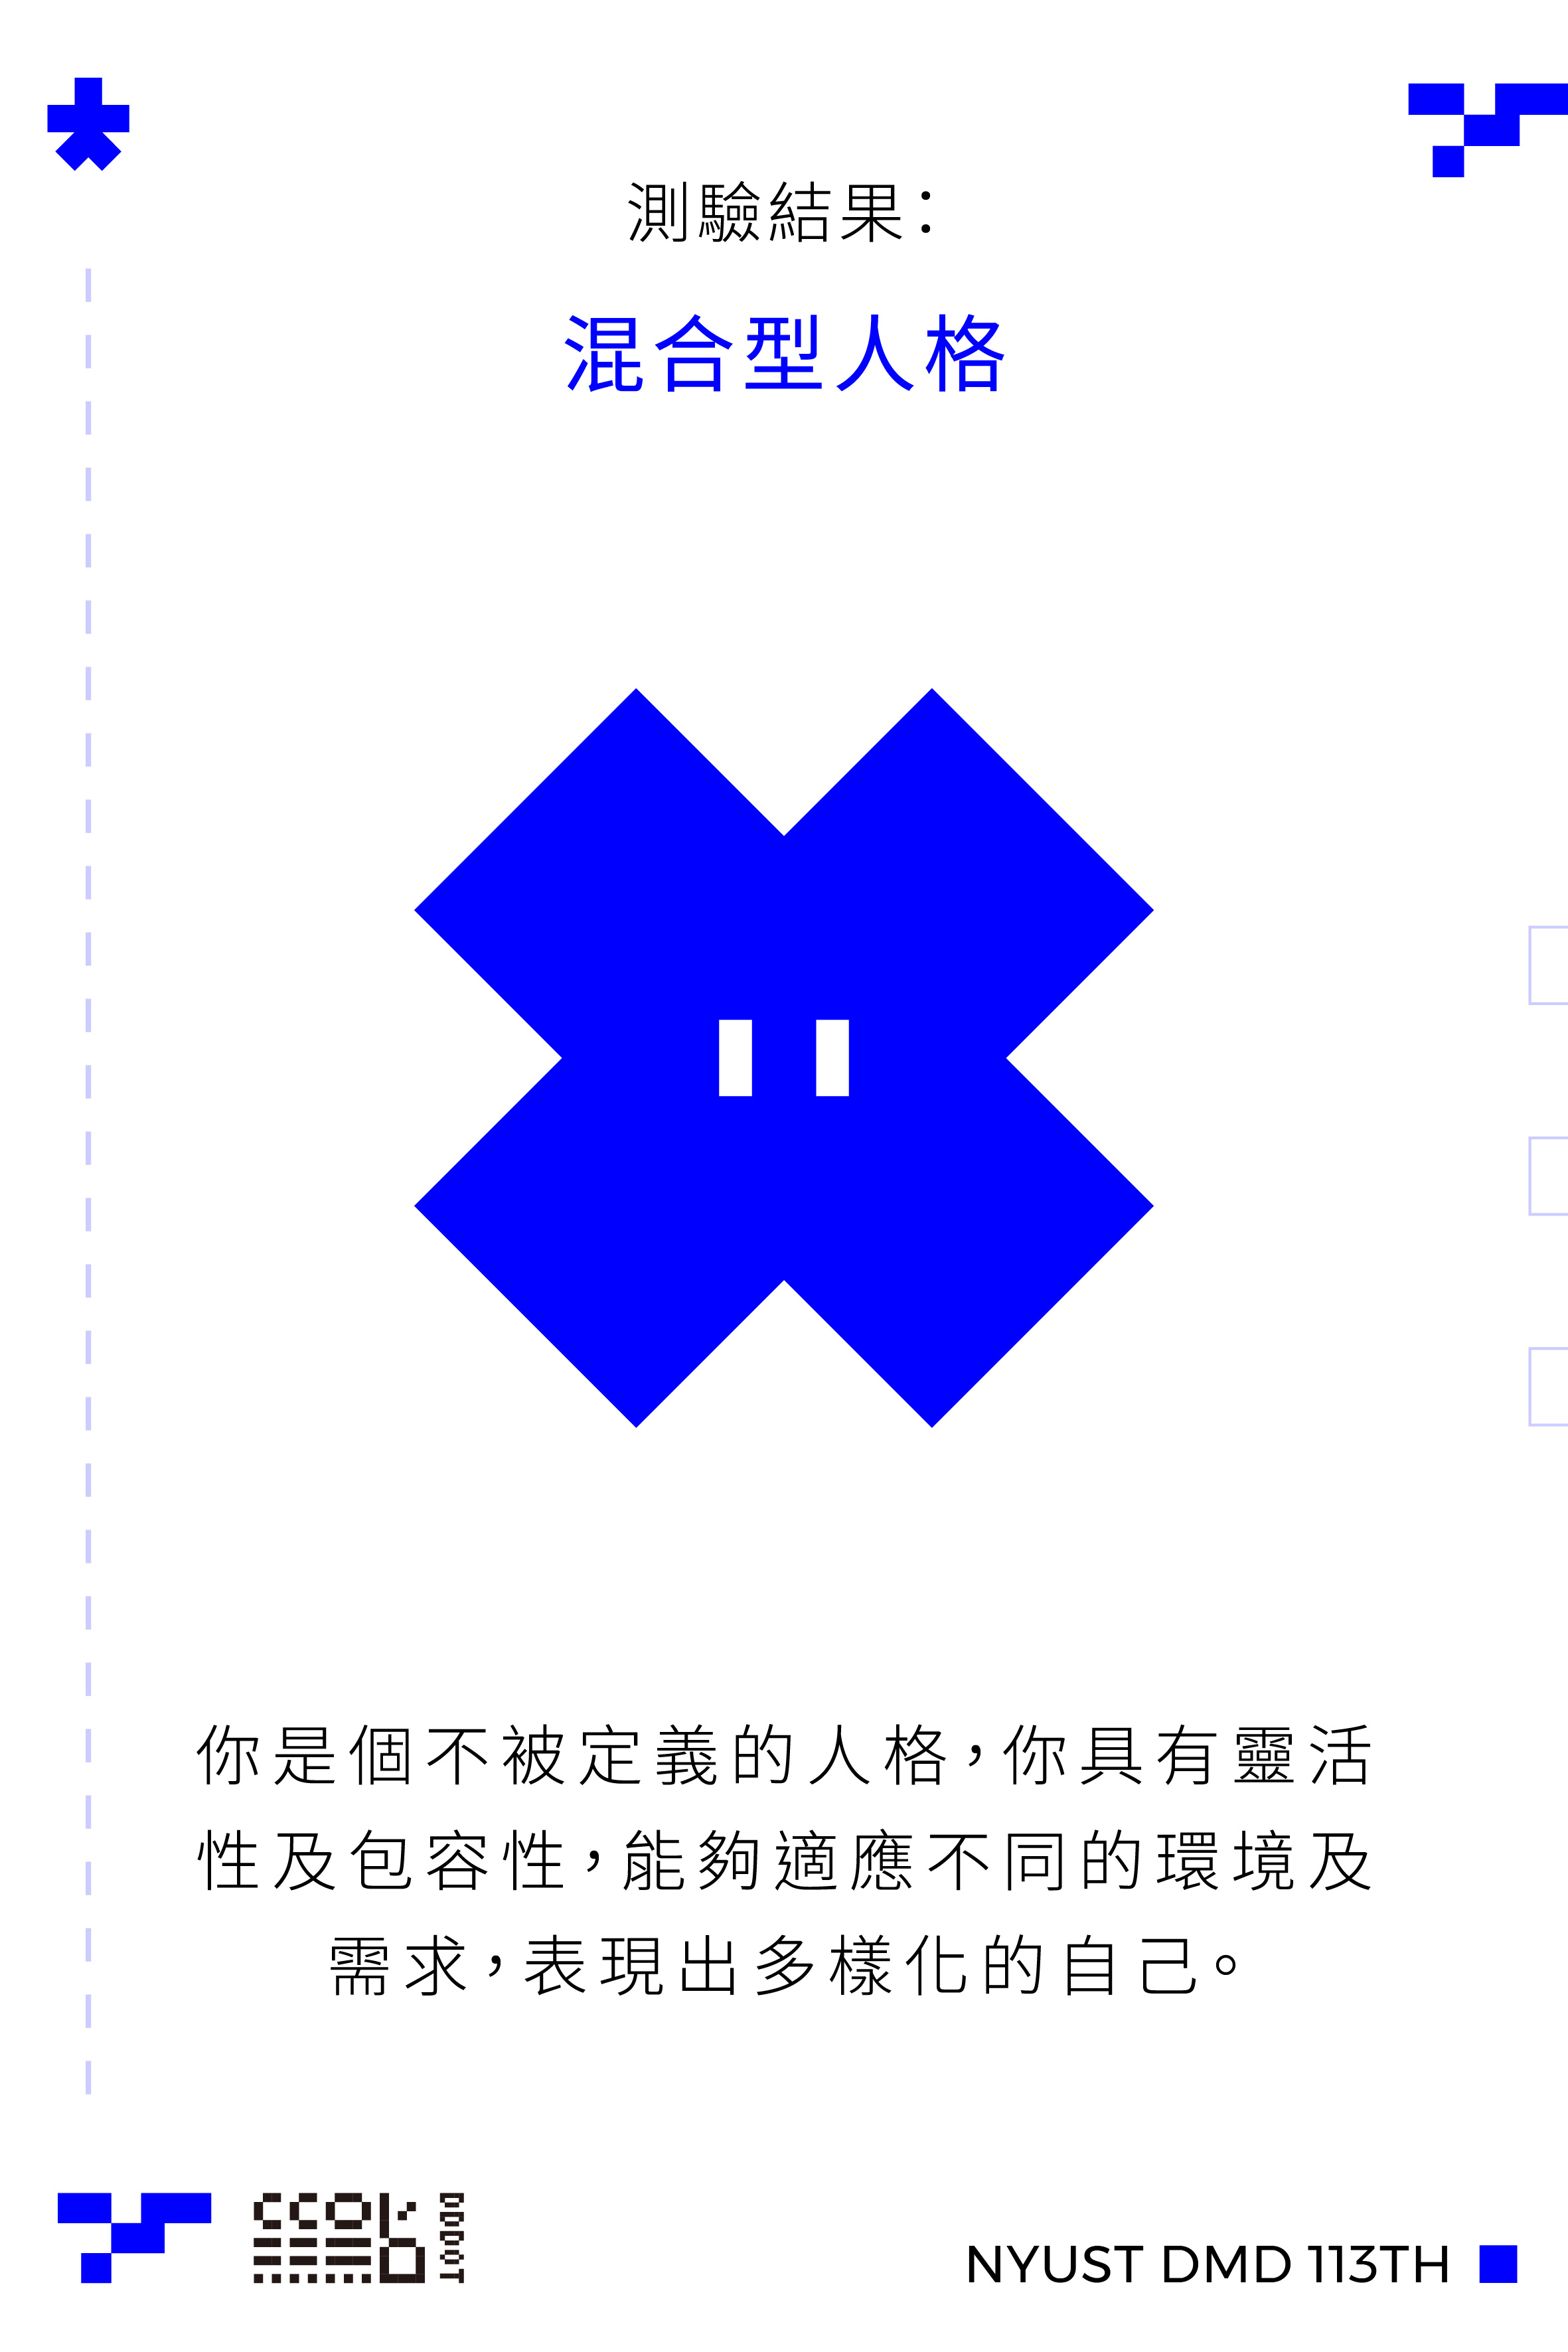 測驗結果：
混合型人格
你是個不被定義的人格，你具有靈活
性及包容性，能夠適應不同的環境及
需求，表現出多樣化的自己。
NYUST DMD 113TH